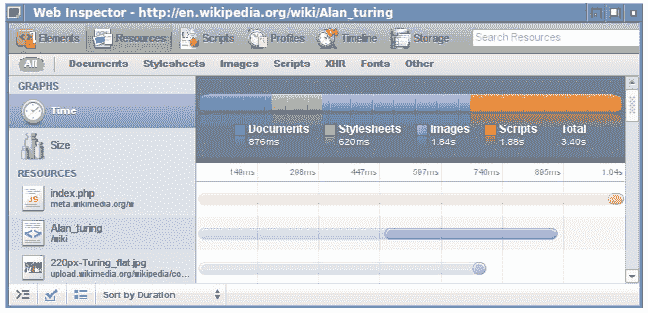 Web Inspector - http://en.wikipedia.org/wiki/Alan_turing
Elements Resources Scripts Profiles Timeline Storage Search Resources
All Documents Stylesheets Images Scripts XHR Fonts Other
GRAPHS
Time
Size
Documents Stylesheets Images Scripts Total
876ms 620ms 1.84s 1.88s 3.40s
149ms 298ms 447ms 597ms 746ms 895ms 1.04s
RESOURCES
index.php
meta.wikimedia.org/w
Alan_turing
/wiki
220px-Turing_flat.jpg
upload.wikimedia.org/wikipedia/co...
Sort by Duration